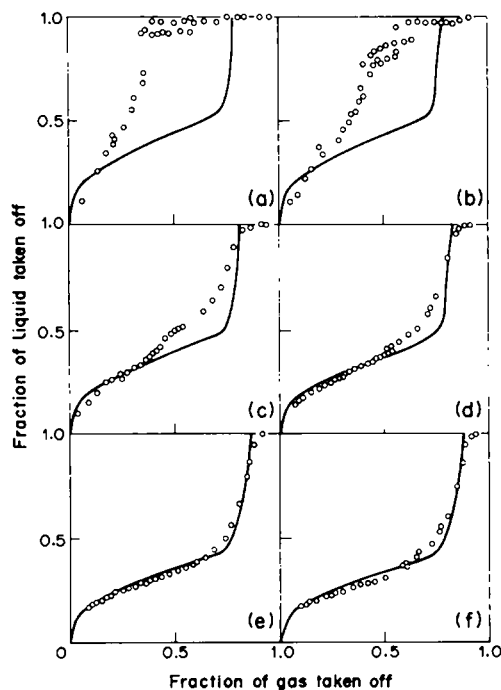 1.0
0.5
(a)
(b)
1.0
0.5
(c)
(d)
1.0
0.5
(e)
(f)
0
0.5
1.0
0.5
1.0
Fraction of liquid taken off
Fraction of gas taken off